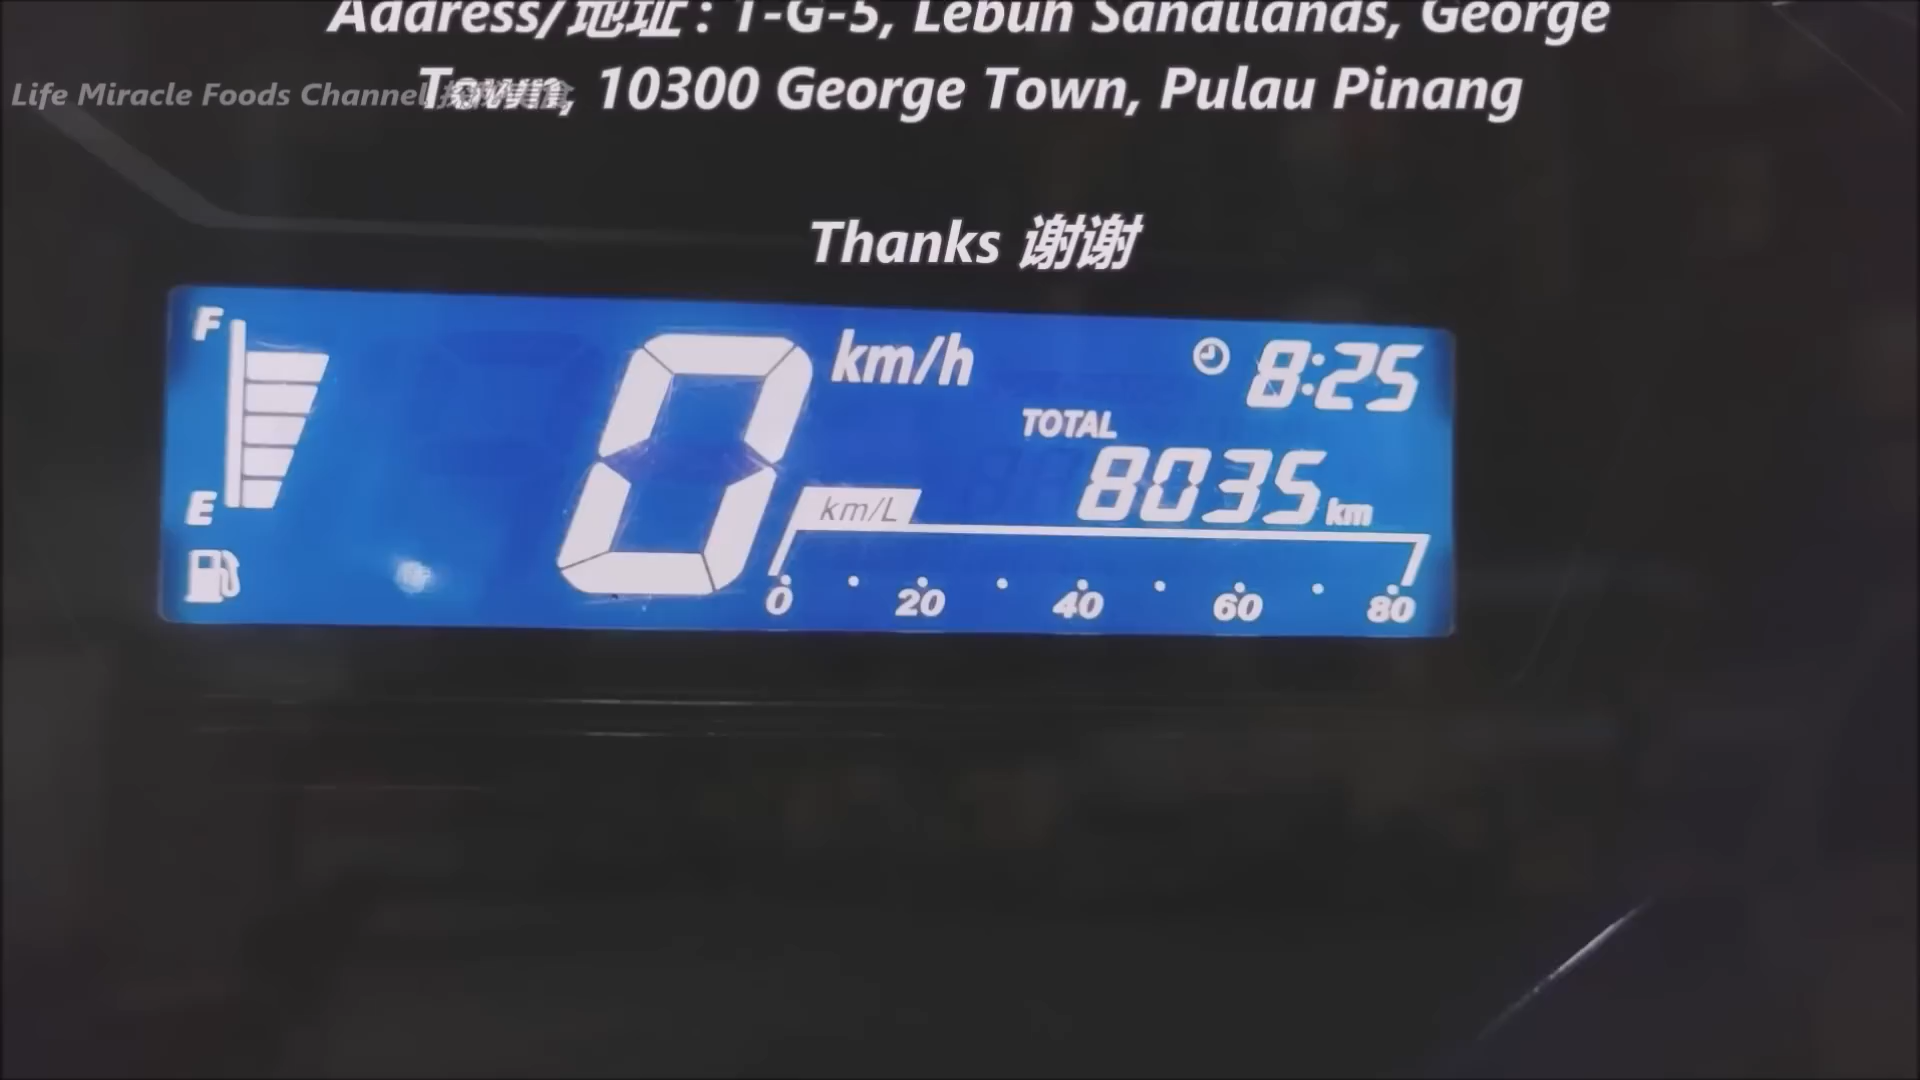 Address/地址 : 1-G-5, Lebuh Sandilands, George
Town, 10300 George Town, Pulau Pinang
Life Miracle Foods Channel
Thanks 谢谢
F
km/h
8:25
TOTAL
8035 km
0
E
km/L
0 20 40 60 80